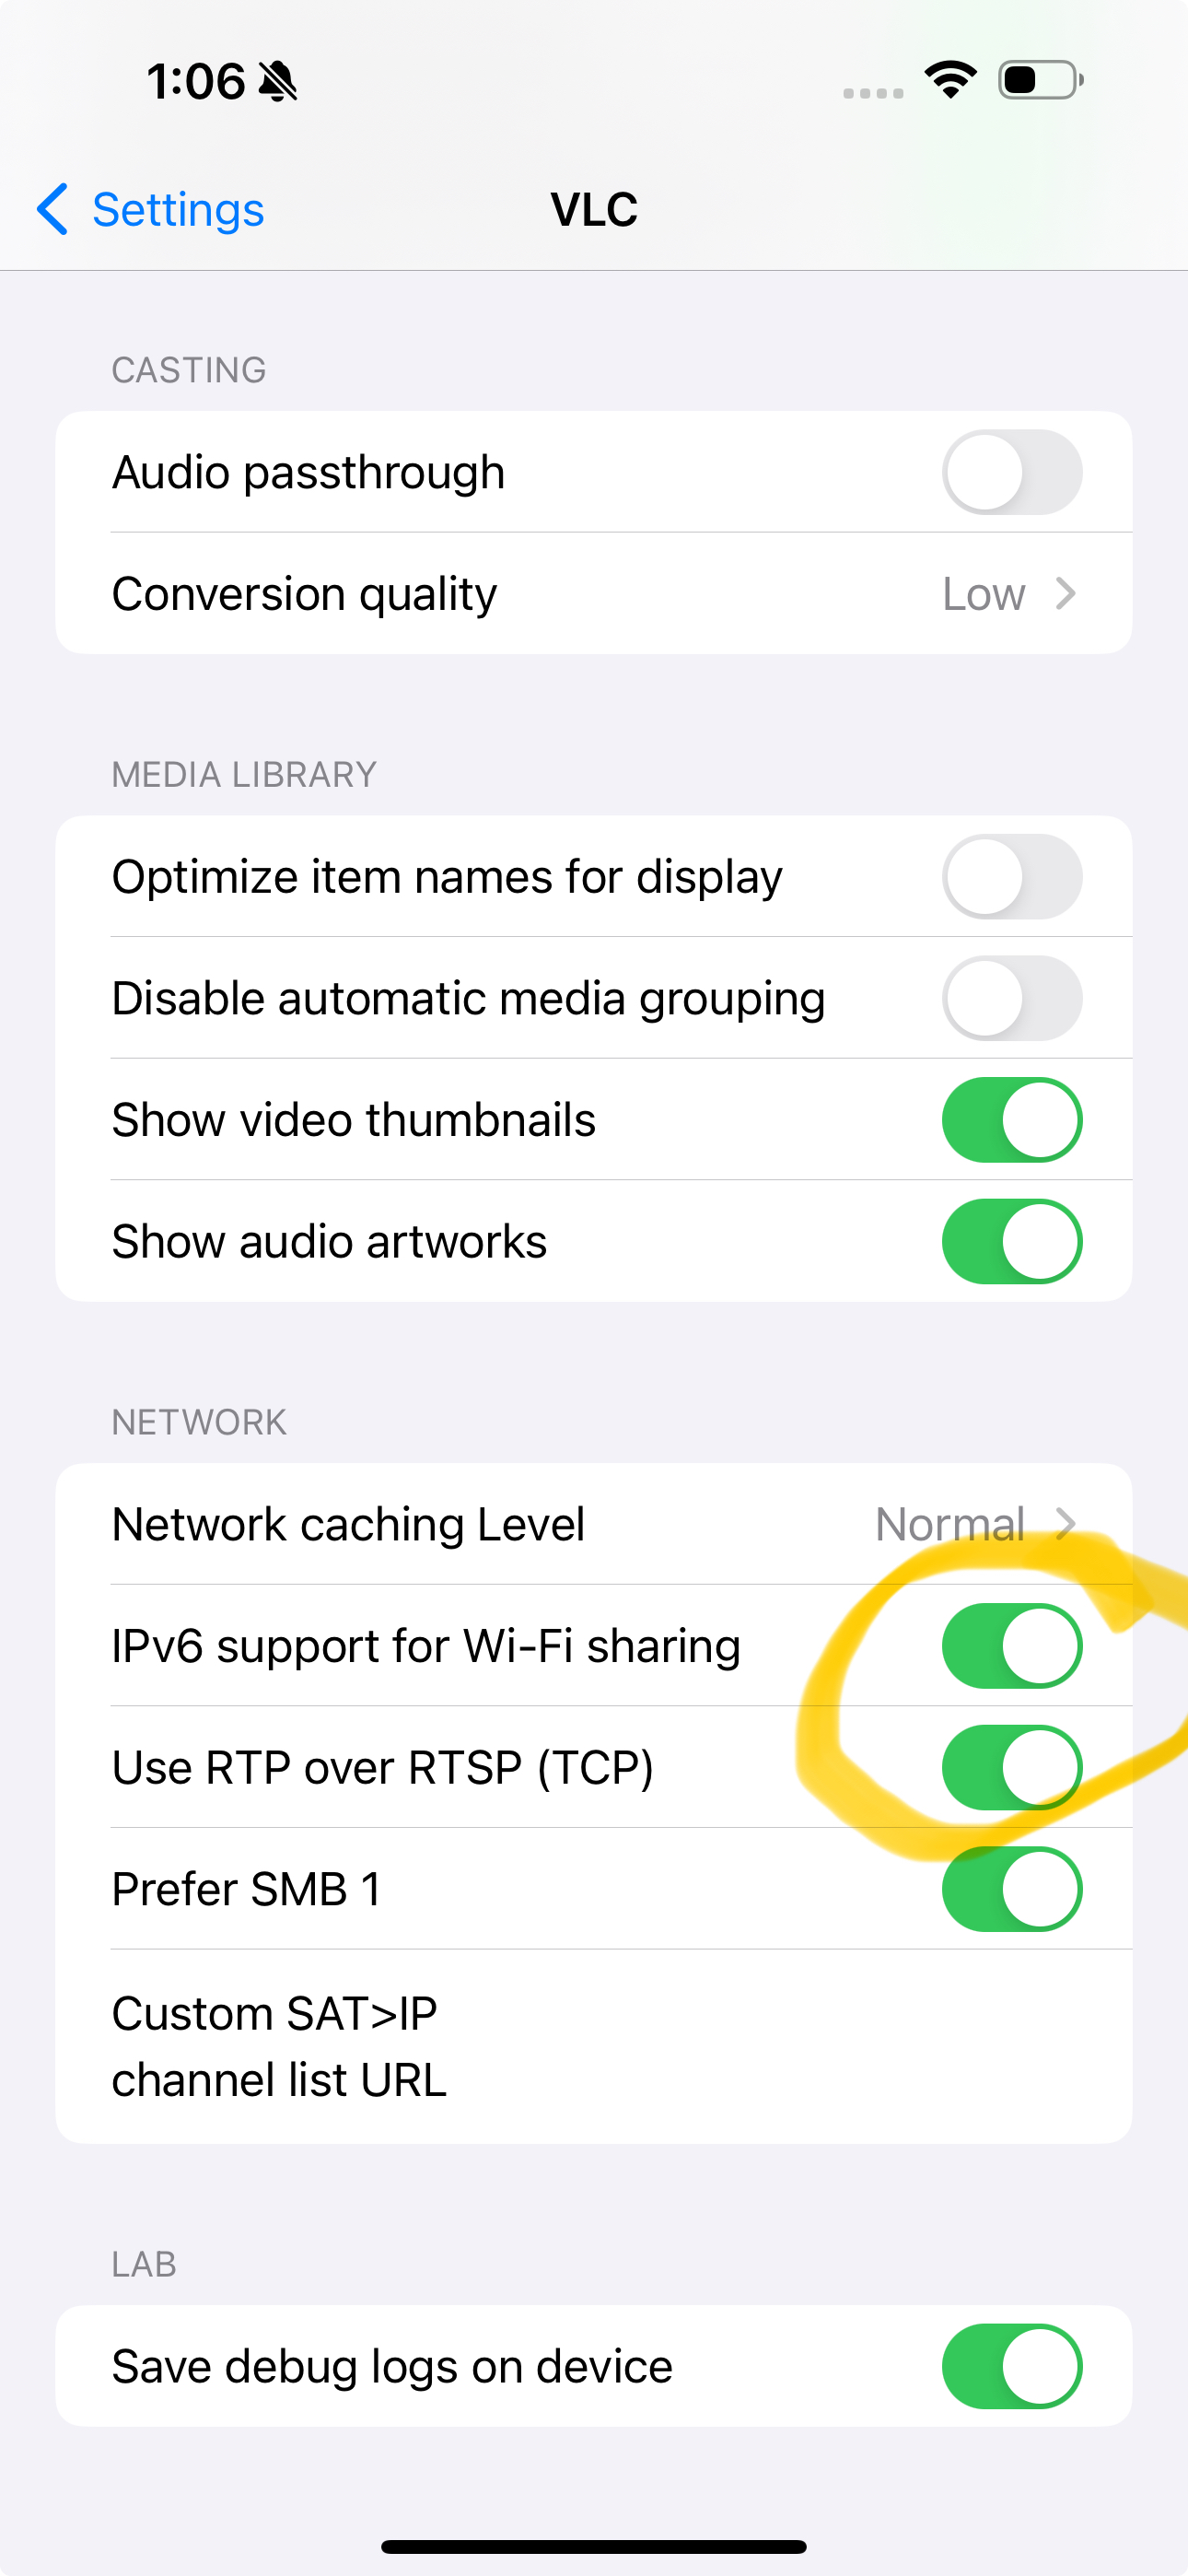 1:06
Settings
VLC
CASTING
Audio passthrough
Conversion quality Low
MEDIA LIBRARY
Optimize item names for display
Disable automatic media grouping
Show video thumbnails
Show audio artworks
NETWORK
Network caching Level Normal
IPv6 support for Wi-Fi sharing
Use RTP over RTSP (TCP)
Prefer SMB 1
Custom SAT>IP
channel list URL
LAB
Save debug logs on device